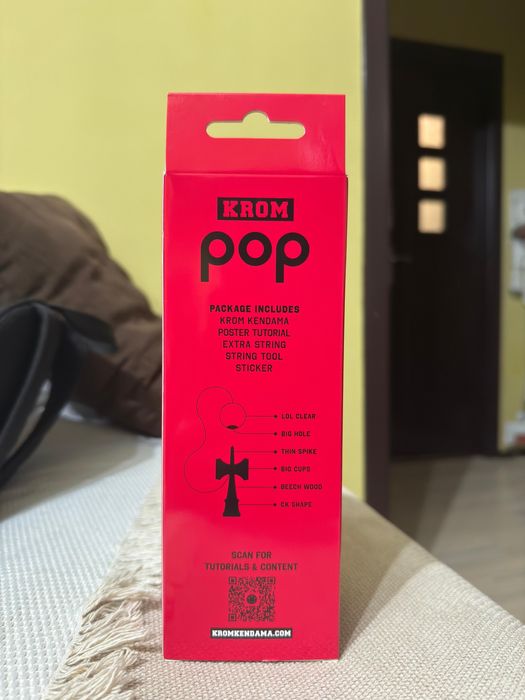 KROM
pop
PACKAGE INCLUDES
KROM KENDAMA
POSTER TUTORIAL
EXTRA STRING
STRING TOOL
STICKER
LOL CLEAR
BIG HOLE
THIN SPIKE
BIG CUPS
BEECH WOOD
CK SHAPE
SCAN FOR
TUTORIALS & CONTENT
KROMKENDAMA.COM